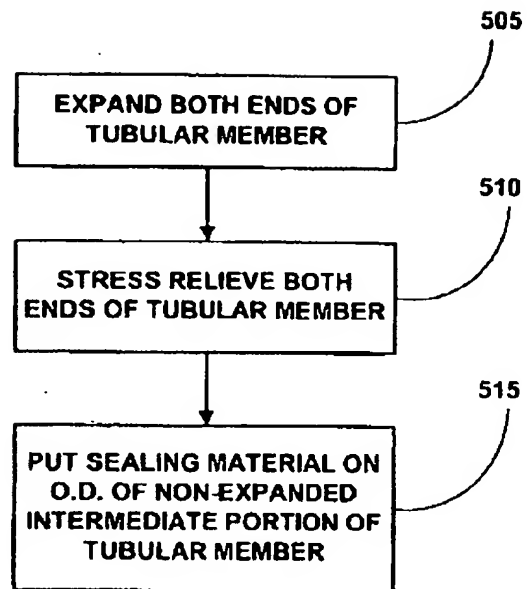 505
EXPAND BOTH ENDS OF
TUBULAR MEMBER
510
STRESS RELIEVE BOTH
ENDS OF TUBULAR MEMBER
515
PUT SEALING MATERIAL ON
O.D. OF NON-EXPANDED
INTERMEDIATE PORTION OF
TUBULAR MEMBER